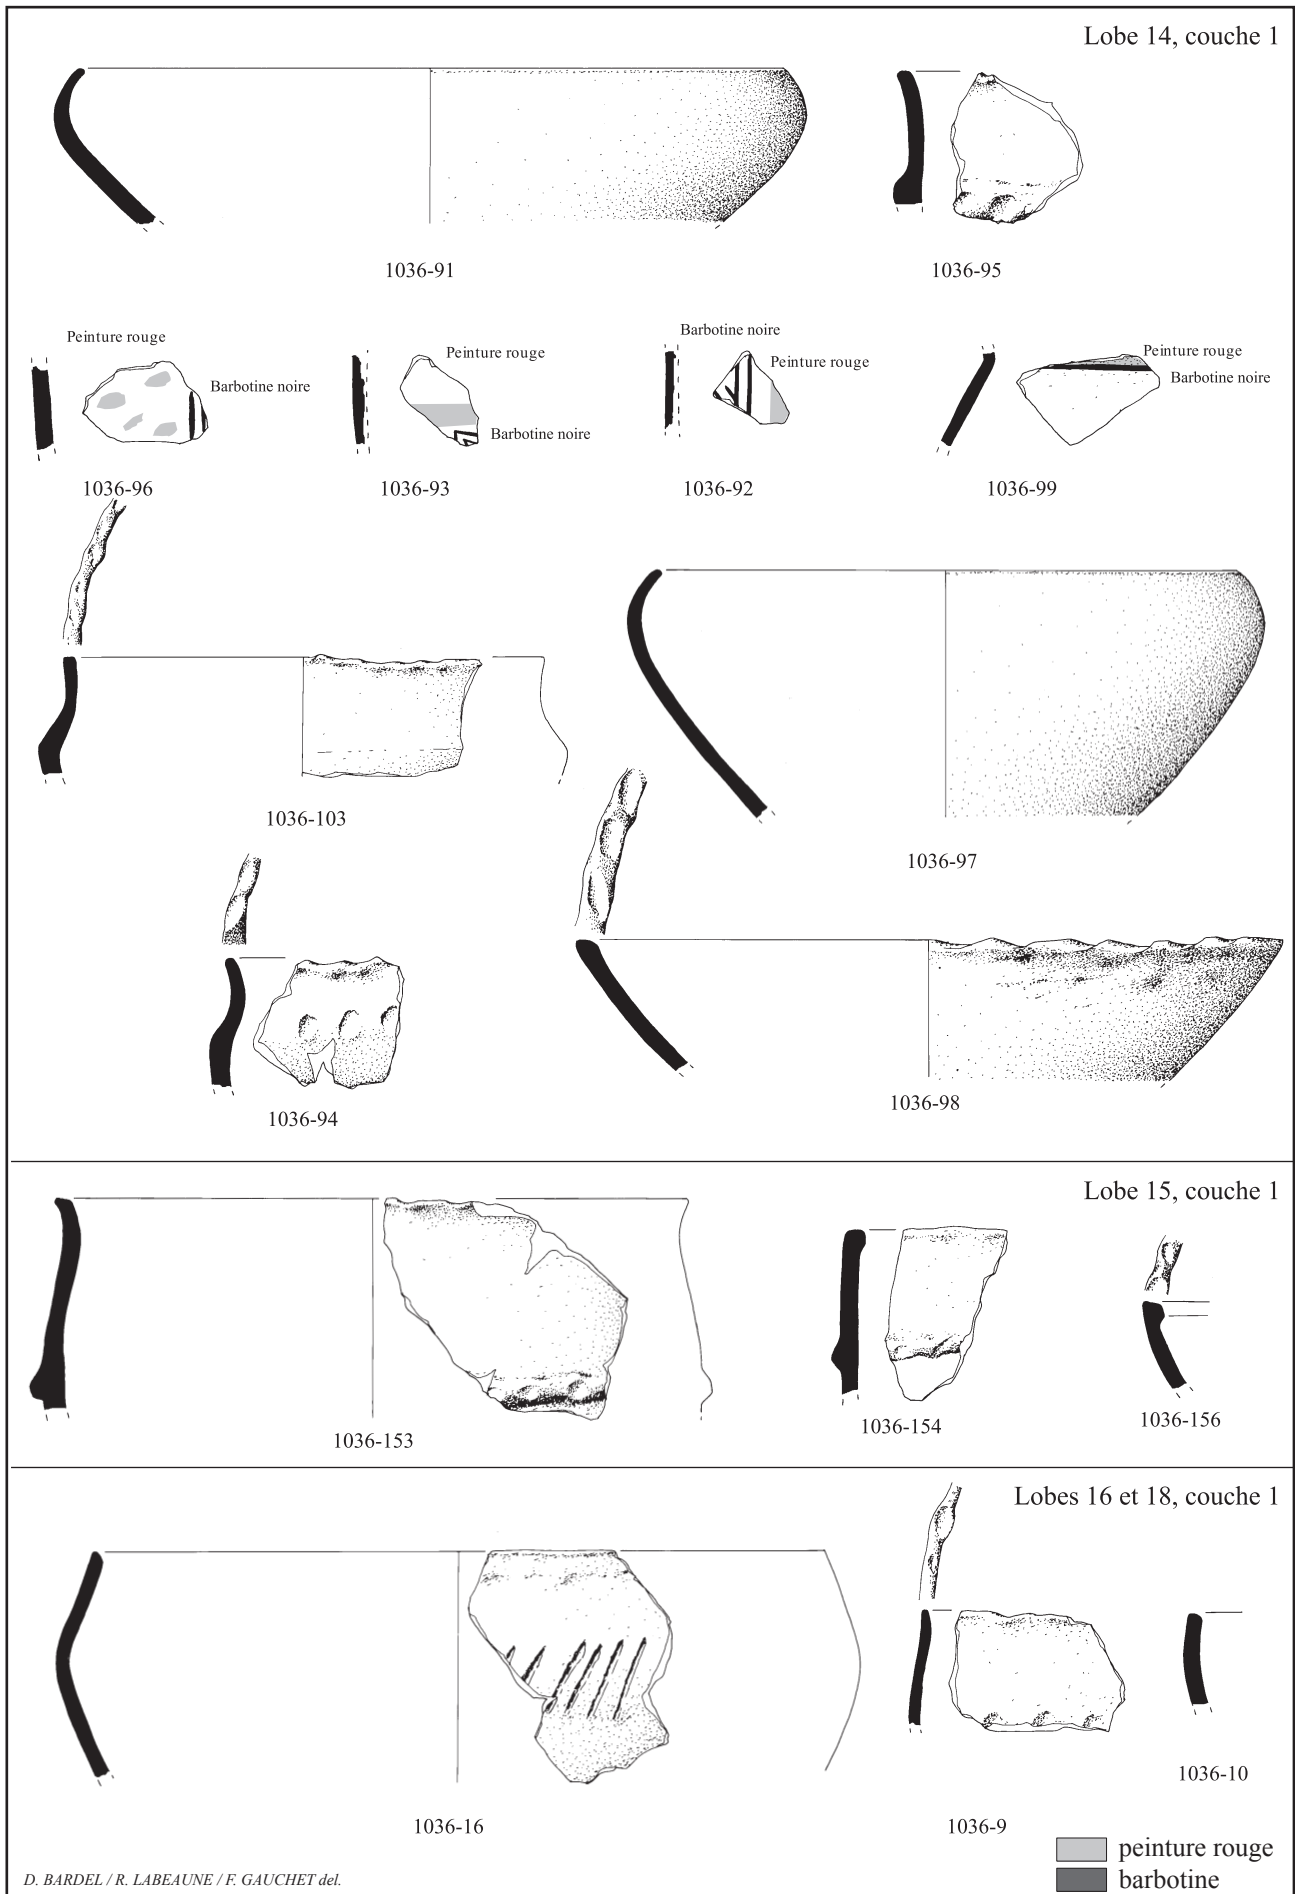 Lobe 14, couche 1
1036-91
1036-95
Peinture rouge
Barbotine noire
Peinture rouge
Barbotine noire
Barbotine noire
Peinture rouge
Peinture rouge
Barbotine noire
1036-96
1036-93
1036-92
1036-99
1036-103
1036-97
1036-94
1036-98
Lobe 15, couche 1
1036-153
1036-154
1036-156
Lobes 16 et 18, couche 1
1036-16
1036-9
1036-10
peinture rouge
barbotine
D. BARDEL / R. LABEAUNE / F. GAUCHET del.